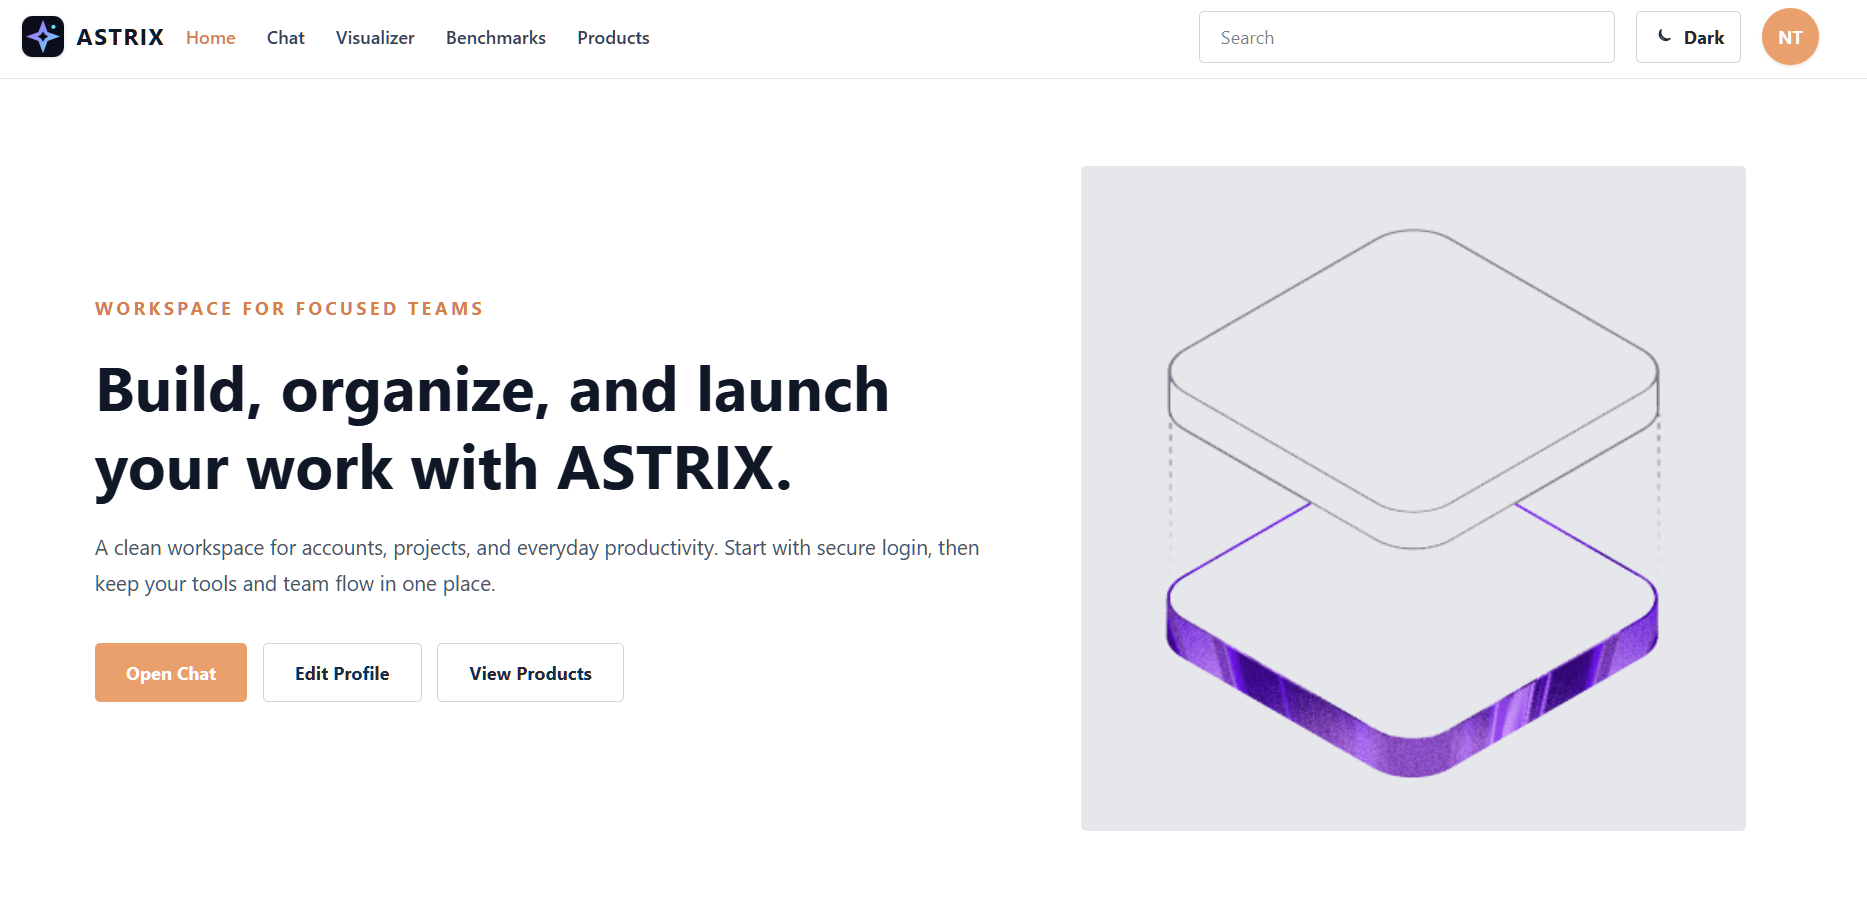 ASTRIX
Home
Chat
Visualizer
Benchmarks
Products
Search
Dark
NT
WORKSPACE FOR FOCUSED TEAMS
Build, organize, and launch
your work with ASTRIX.
A clean workspace for accounts, projects, and everyday productivity. Start with secure login, then
keep your tools and team flow in one place.
Open Chat
Edit Profile
View Products